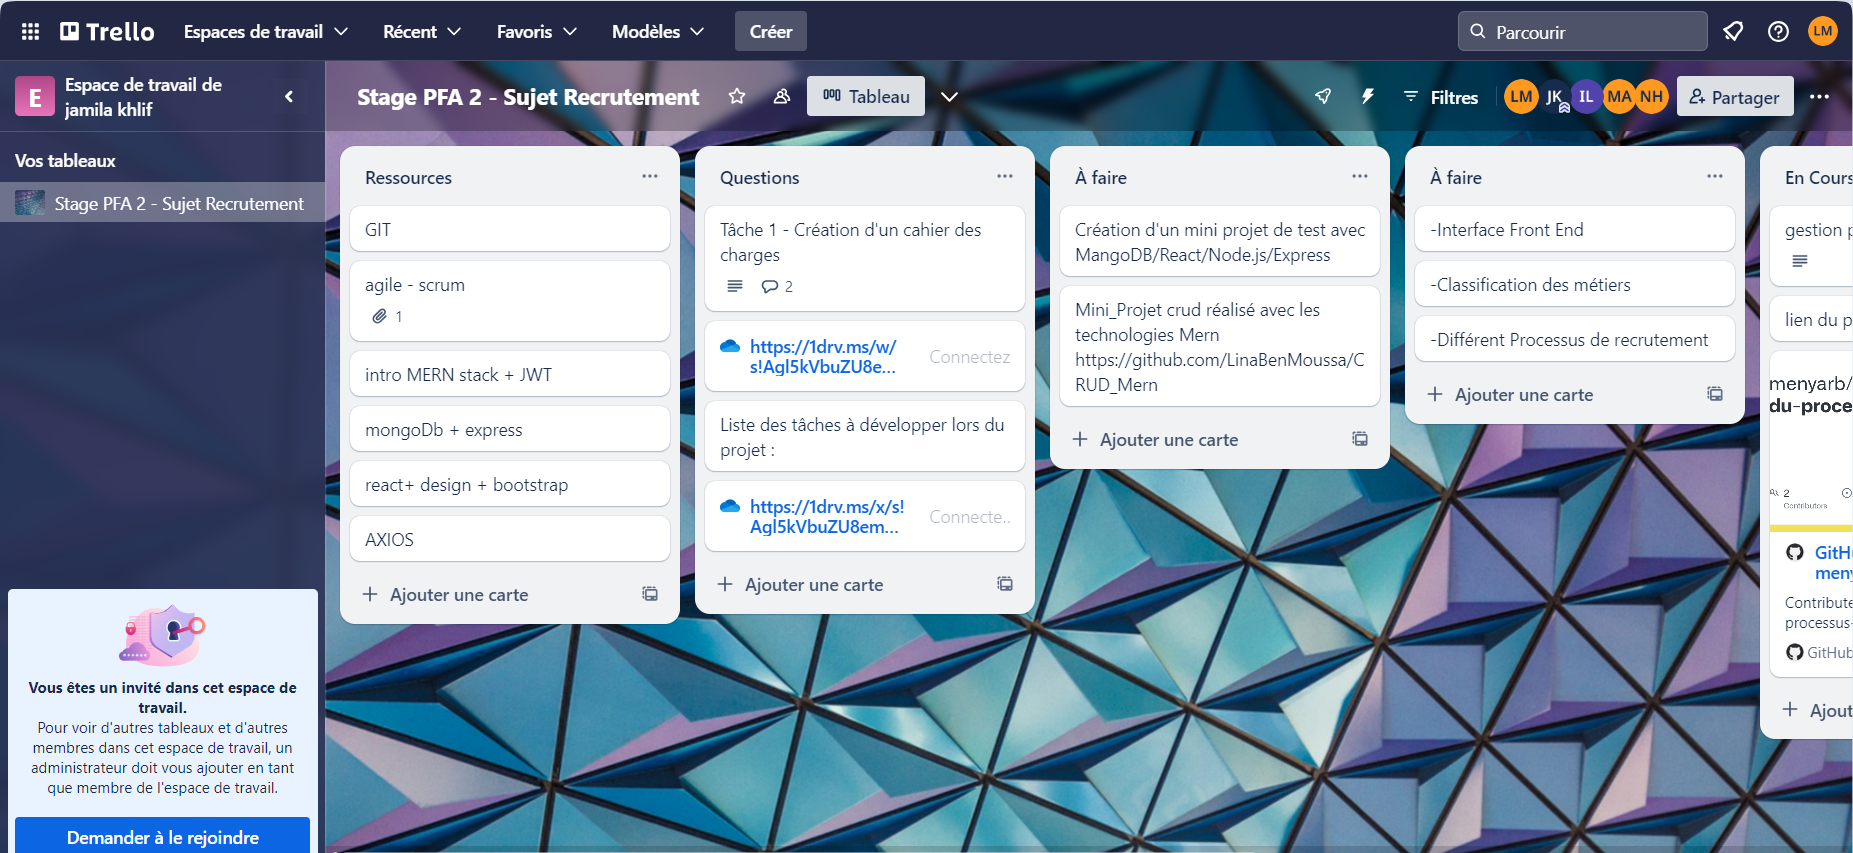 Trello
Espaces de travail
Récent
Favoris
Modèles
Créer
Parcourir
LM
E
Espace de travail de
jamila khlif
Stage PFA 2 - Sujet Recrutement
Tableau
Filtres
LM
JK
IL
MA
NH
Partager
Vos tableaux
Stage PFA 2 - Sujet Recrutement
Vous êtes un invité dans cet espace de
travail.
Pour voir d'autres tableaux et d'autres
membres dans cet espace de travail, un
administrateur doit vous ajouter en tant
que membre de l'espace de travail.
Demander à le rejoindre
Ressources
GIT
agile - scrum
1
intro MERN stack + JWT
mongoDb + express
react+ design + bootstrap
AXIOS
Ajouter une carte
Questions
Tâche 1 - Création d'un cahier des
charges
2
https://1drv.ms/w/
s!Agl5kVbuZU8e...
Connectez
Liste des tâches à développer lors du
projet :
https://1drv.ms/x/s!
Agl5kVbuZU8em...
Connecte..
Ajouter une carte
À faire
Création d'un mini projet de test avec
MangoDB/React/Node.js/Express
Mini_Projet crud réalisé avec les
technologies Mern
https://github.com/LinaBenMoussa/C
RUD_Mern
Ajouter une carte
À faire
-Interface Front End
-Classification des métiers
-Différent Processus de recrutement
Ajouter une carte
En Cours
gestion p
lien du p
menyarb/
du-proce
2
Contributors
GitH
meny
Contribute
processus-
GitHub
Ajout